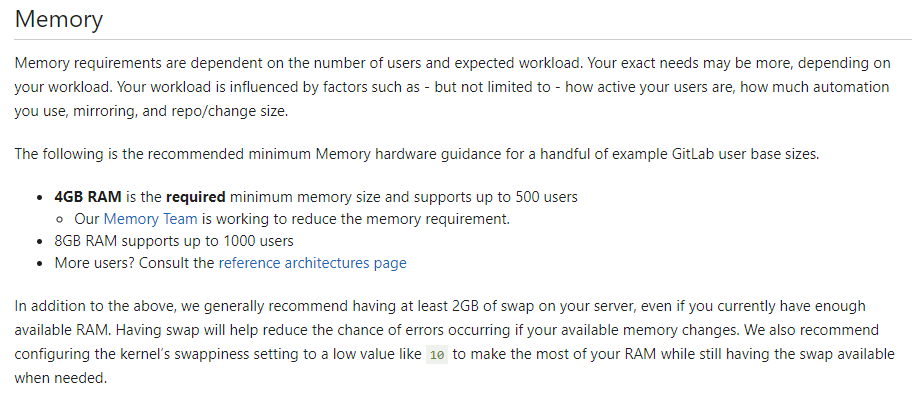 Memory
Memory requirements are dependent on the number of users and expected workload. Your exact needs may be more, depending on
your workload. Your workload is influenced by factors such as - but not limited to - how active your users are, how much automation
you use, mirroring, and repo/change size.
The following is the recommended minimum Memory hardware guidance for a handful of example GitLab user base sizes.
• 4GB RAM is the required minimum memory size and supports up to 500 users
◦ Our Memory Team is working to reduce the memory requirement.
• 8GB RAM supports up to 1000 users
• More users? Consult the reference architectures page
In addition to the above, we generally recommend having at least 2GB of swap on your server, even if you currently have enough
available RAM. Having swap will help reduce the chance of errors occurring if your available memory changes. We also recommend
configuring the kernel’s swappiness setting to a low value like 10 to make the most of your RAM while still having the swap available
when needed.